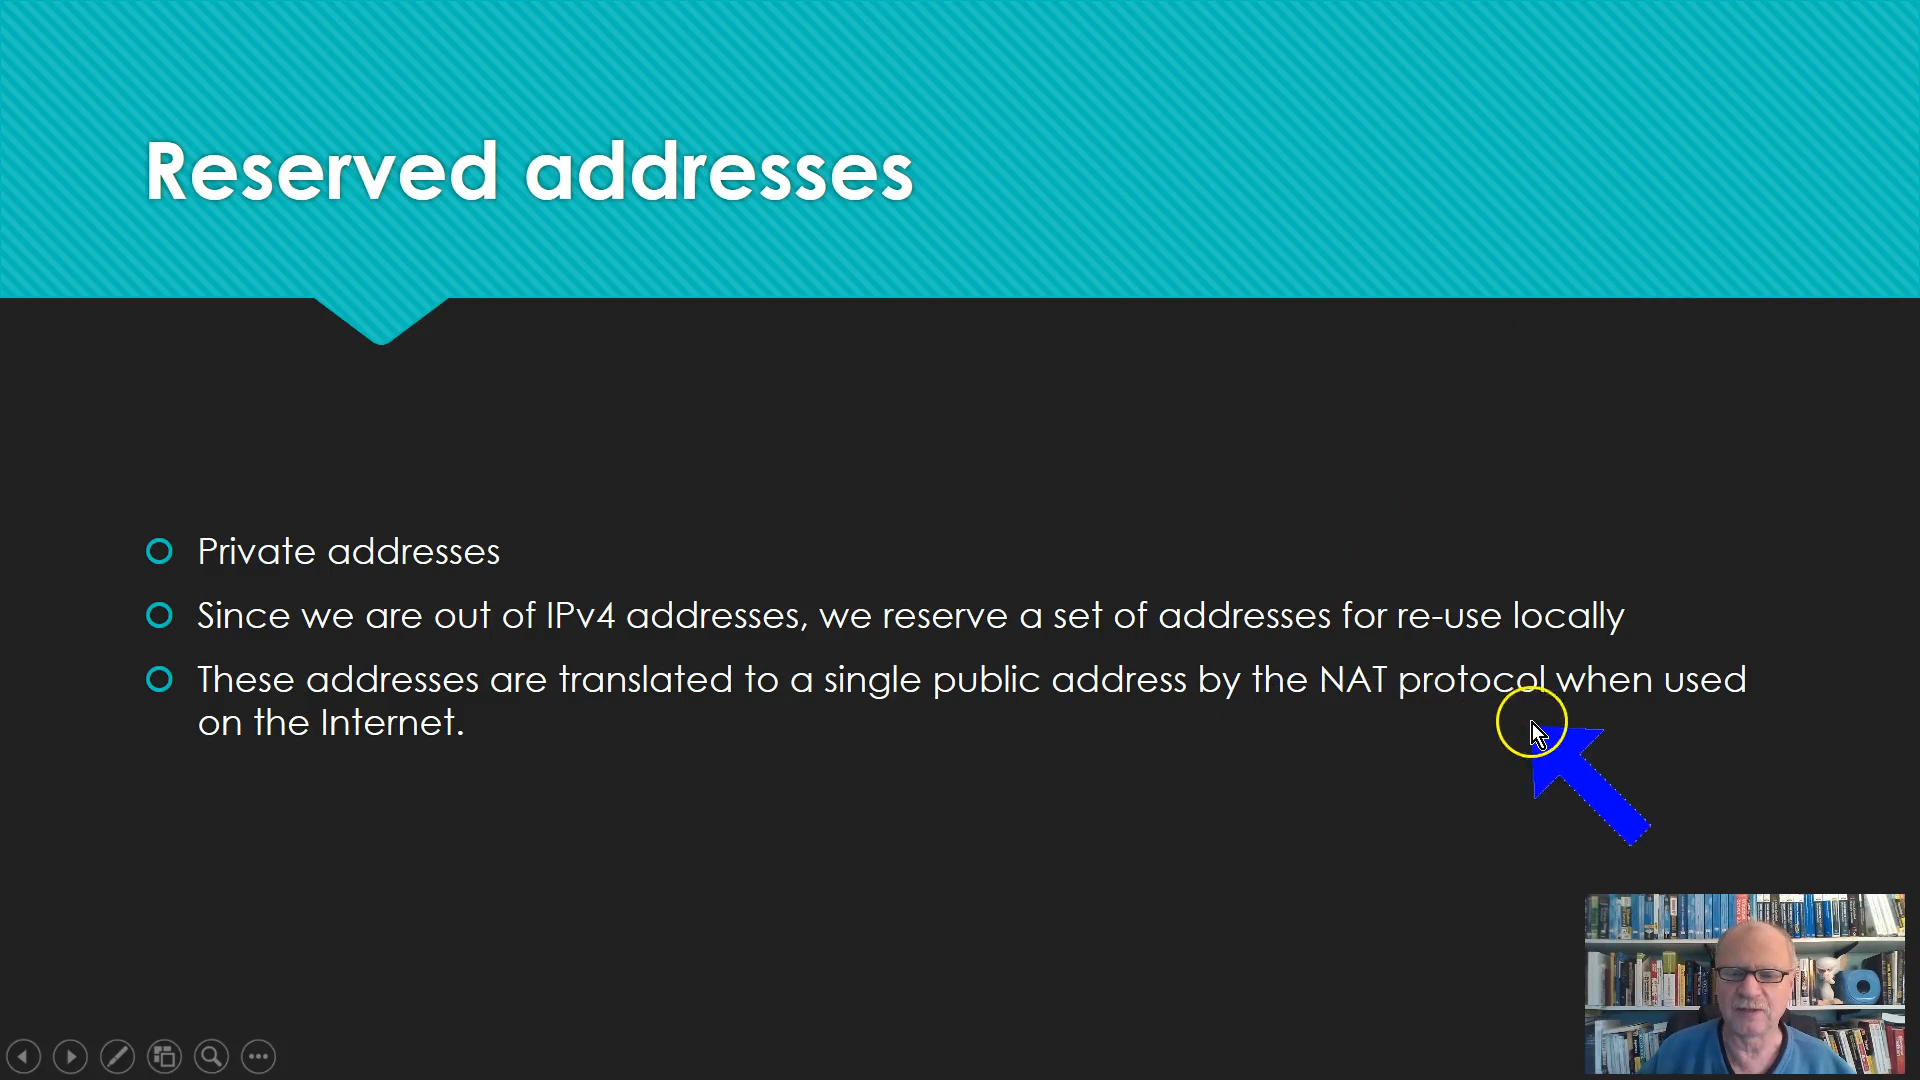 Reserved addresses
Private addresses
Since we are out of IPv4 addresses, we reserve a set of addresses for re-use locally
These addresses are translated to a single public address by the NAT protocol when used
on the Internet.